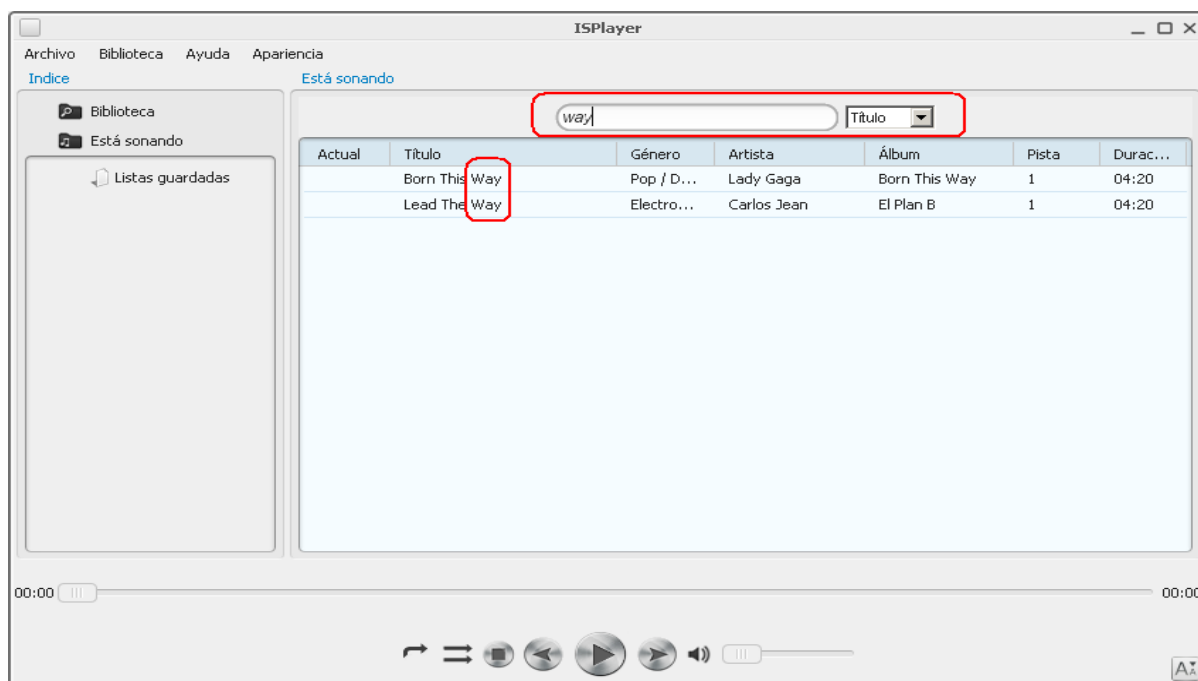 ISPlayer
Archivo Biblioteca Ayuda Apariencia
Indice Está sonando
Biblioteca
way Título
Está sonando
Actual Título Género Artista Álbum Pista Durac...
Listas guardadas
Born This Way Pop / D... Lady Gaga Born This Way 1 04:20
Lead The Way Electro... Carlos Jean El Plan B 1 04:20
00:00 00:00